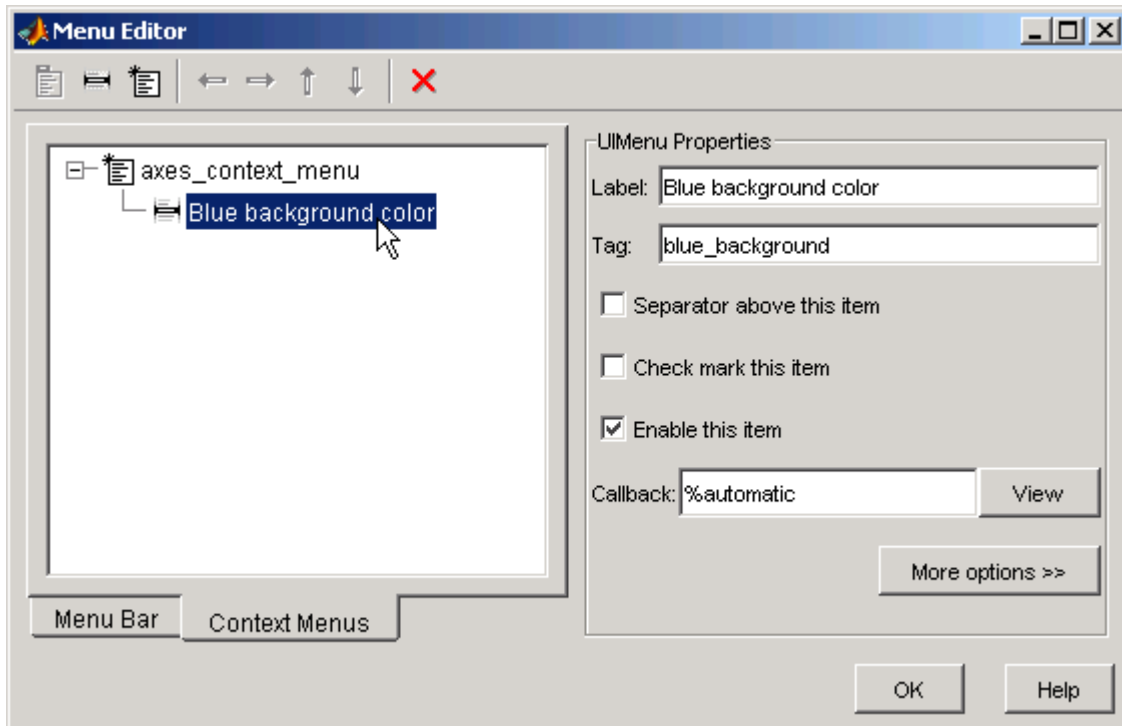 Menu Editor
axes_context_menu
Blue background color
Menu Bar
Context Menus
UIMenu Properties
Label: Blue background color
Tag: blue_background
Separator above this item
Check mark this item
Enable this item
Callback: %automatic View
More options >>
OK Help